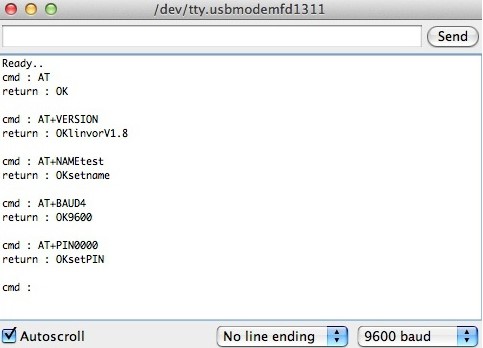 /dev/tty.usbmodemfd1311
Send
Ready..
cmd : AT
return : OK
cmd : AT+VERSION
return : OKlinvorV1.8
cmd : AT+NAMEtest
return : OKsetname
cmd : AT+BAUD4
return : OK9600
cmd : AT+PIN0000
return : OKsetPIN
cmd :
Autoscroll
No line ending
9600 baud